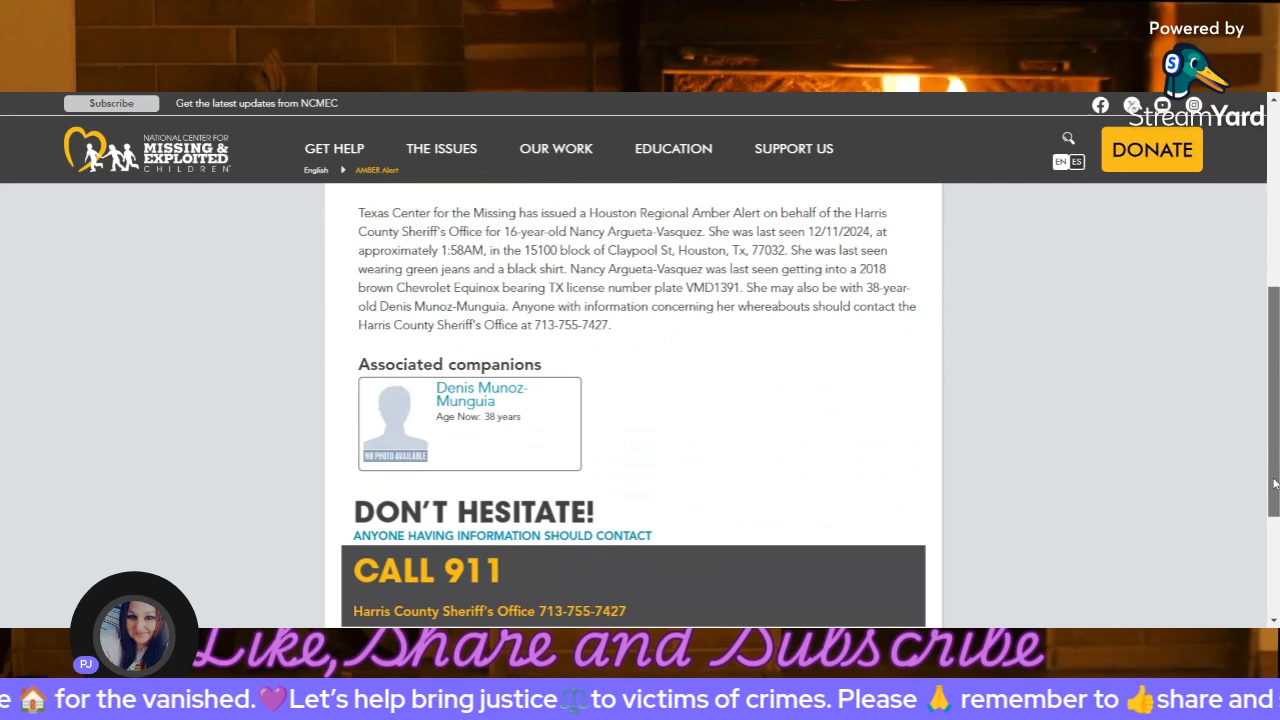 Powered by
StreamYard
Subscribe
Get the latest updates from NCMEC
NATIONAL CENTER FOR
MISSING &
EXPLOITED
CHILDREN
GET HELP
THE ISSUES
OUR WORK
EDUCATION
SUPPORT US
EN ES
DONATE
English
AMBER Alert
Texas Center for the Missing has issued a Houston Regional Amber Alert on behalf of the Harris
County Sheriff's Office for 16-year-old Nancy Argueta-Vasquez. She was last seen 12/11/2024, at
approximately 1:58AM, in the 15100 block of Claypool St, Houston, Tx, 77032. She was last seen
wearing green jeans and a black shirt. Nancy Argueta-Vasquez was last seen getting into a 2018
brown Chevrolet Equinox bearing TX license number plate VMD1391. She may also be with 38-year-
old Denis Munoz-Munguia. Anyone with information concerning her whereabouts should contact the
Harris County Sheriff's Office at 713-755-7427.
Associated companions
Denis Munoz-
Munguia
Age Now: 38 years
NO PHOTO AVAILABLE
DON'T HESITATE!
ANYONE HAVING INFORMATION SHOULD CONTACT
CALL 911
Harris County Sheriff's Office 713-755-7427
Like, Share and Subscribe
PJ
e 🏠 for the vanished.💜Let's help bring justice⚖️to victims of crimes. Please 🙏 remember to 👍share and